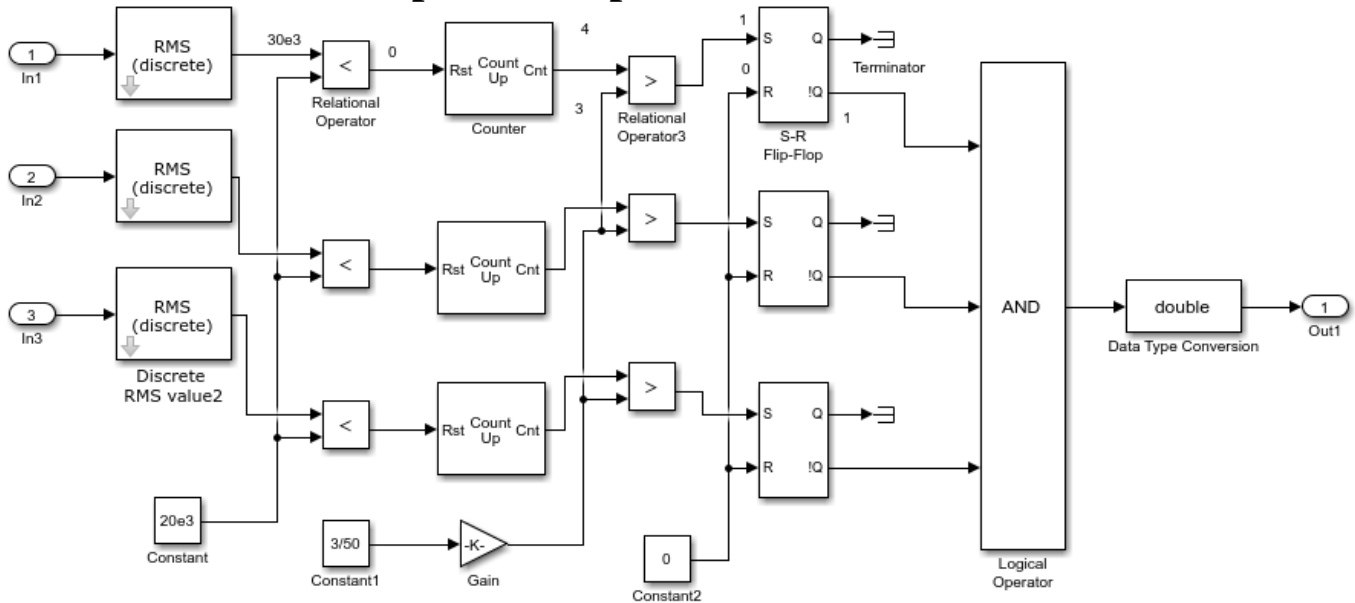 1
In1
RMS
(discrete)
30e3
<
0
Relational
Operator
Rst
Count
Up
Cnt
Counter
4
3
>
Relational
Operator3
1
0
S
Q
R
!Q
1
S-R
Flip-Flop
Terminator
2
In2
RMS
(discrete)
<
Rst
Count
Up
Cnt
>
S
Q
R
!Q
3
In3
RMS
(discrete)
Discrete
RMS value2
<
Rst
Count
Up
Cnt
>
S
Q
R
!Q
AND
Logical
Operator
double
Data Type Conversion
1
Out1
20e3
Constant
3/50
Constant1
-K-
Gain
0
Constant2